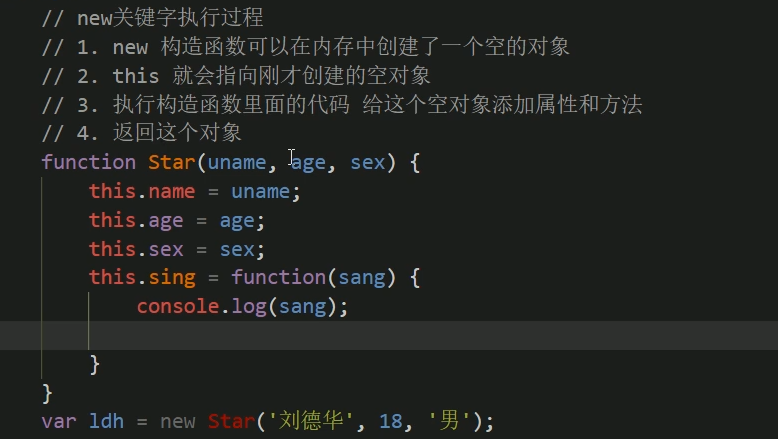 // new关键字执行过程
// 1. new 构造函数可以在内存中创建了一个空的对象
// 2. this 就会指向刚才创建的空对象
// 3. 执行构造函数里面的代码 给这个空对象添加属性和方法
// 4. 返回这个对象
function Star(uname, age, sex) {
this.name = uname;
this.age = age;
this.sex = sex;
this.sing = function(sang) {
console.log(sang);
}
}
var ldh = new Star('刘德华', 18, '男');